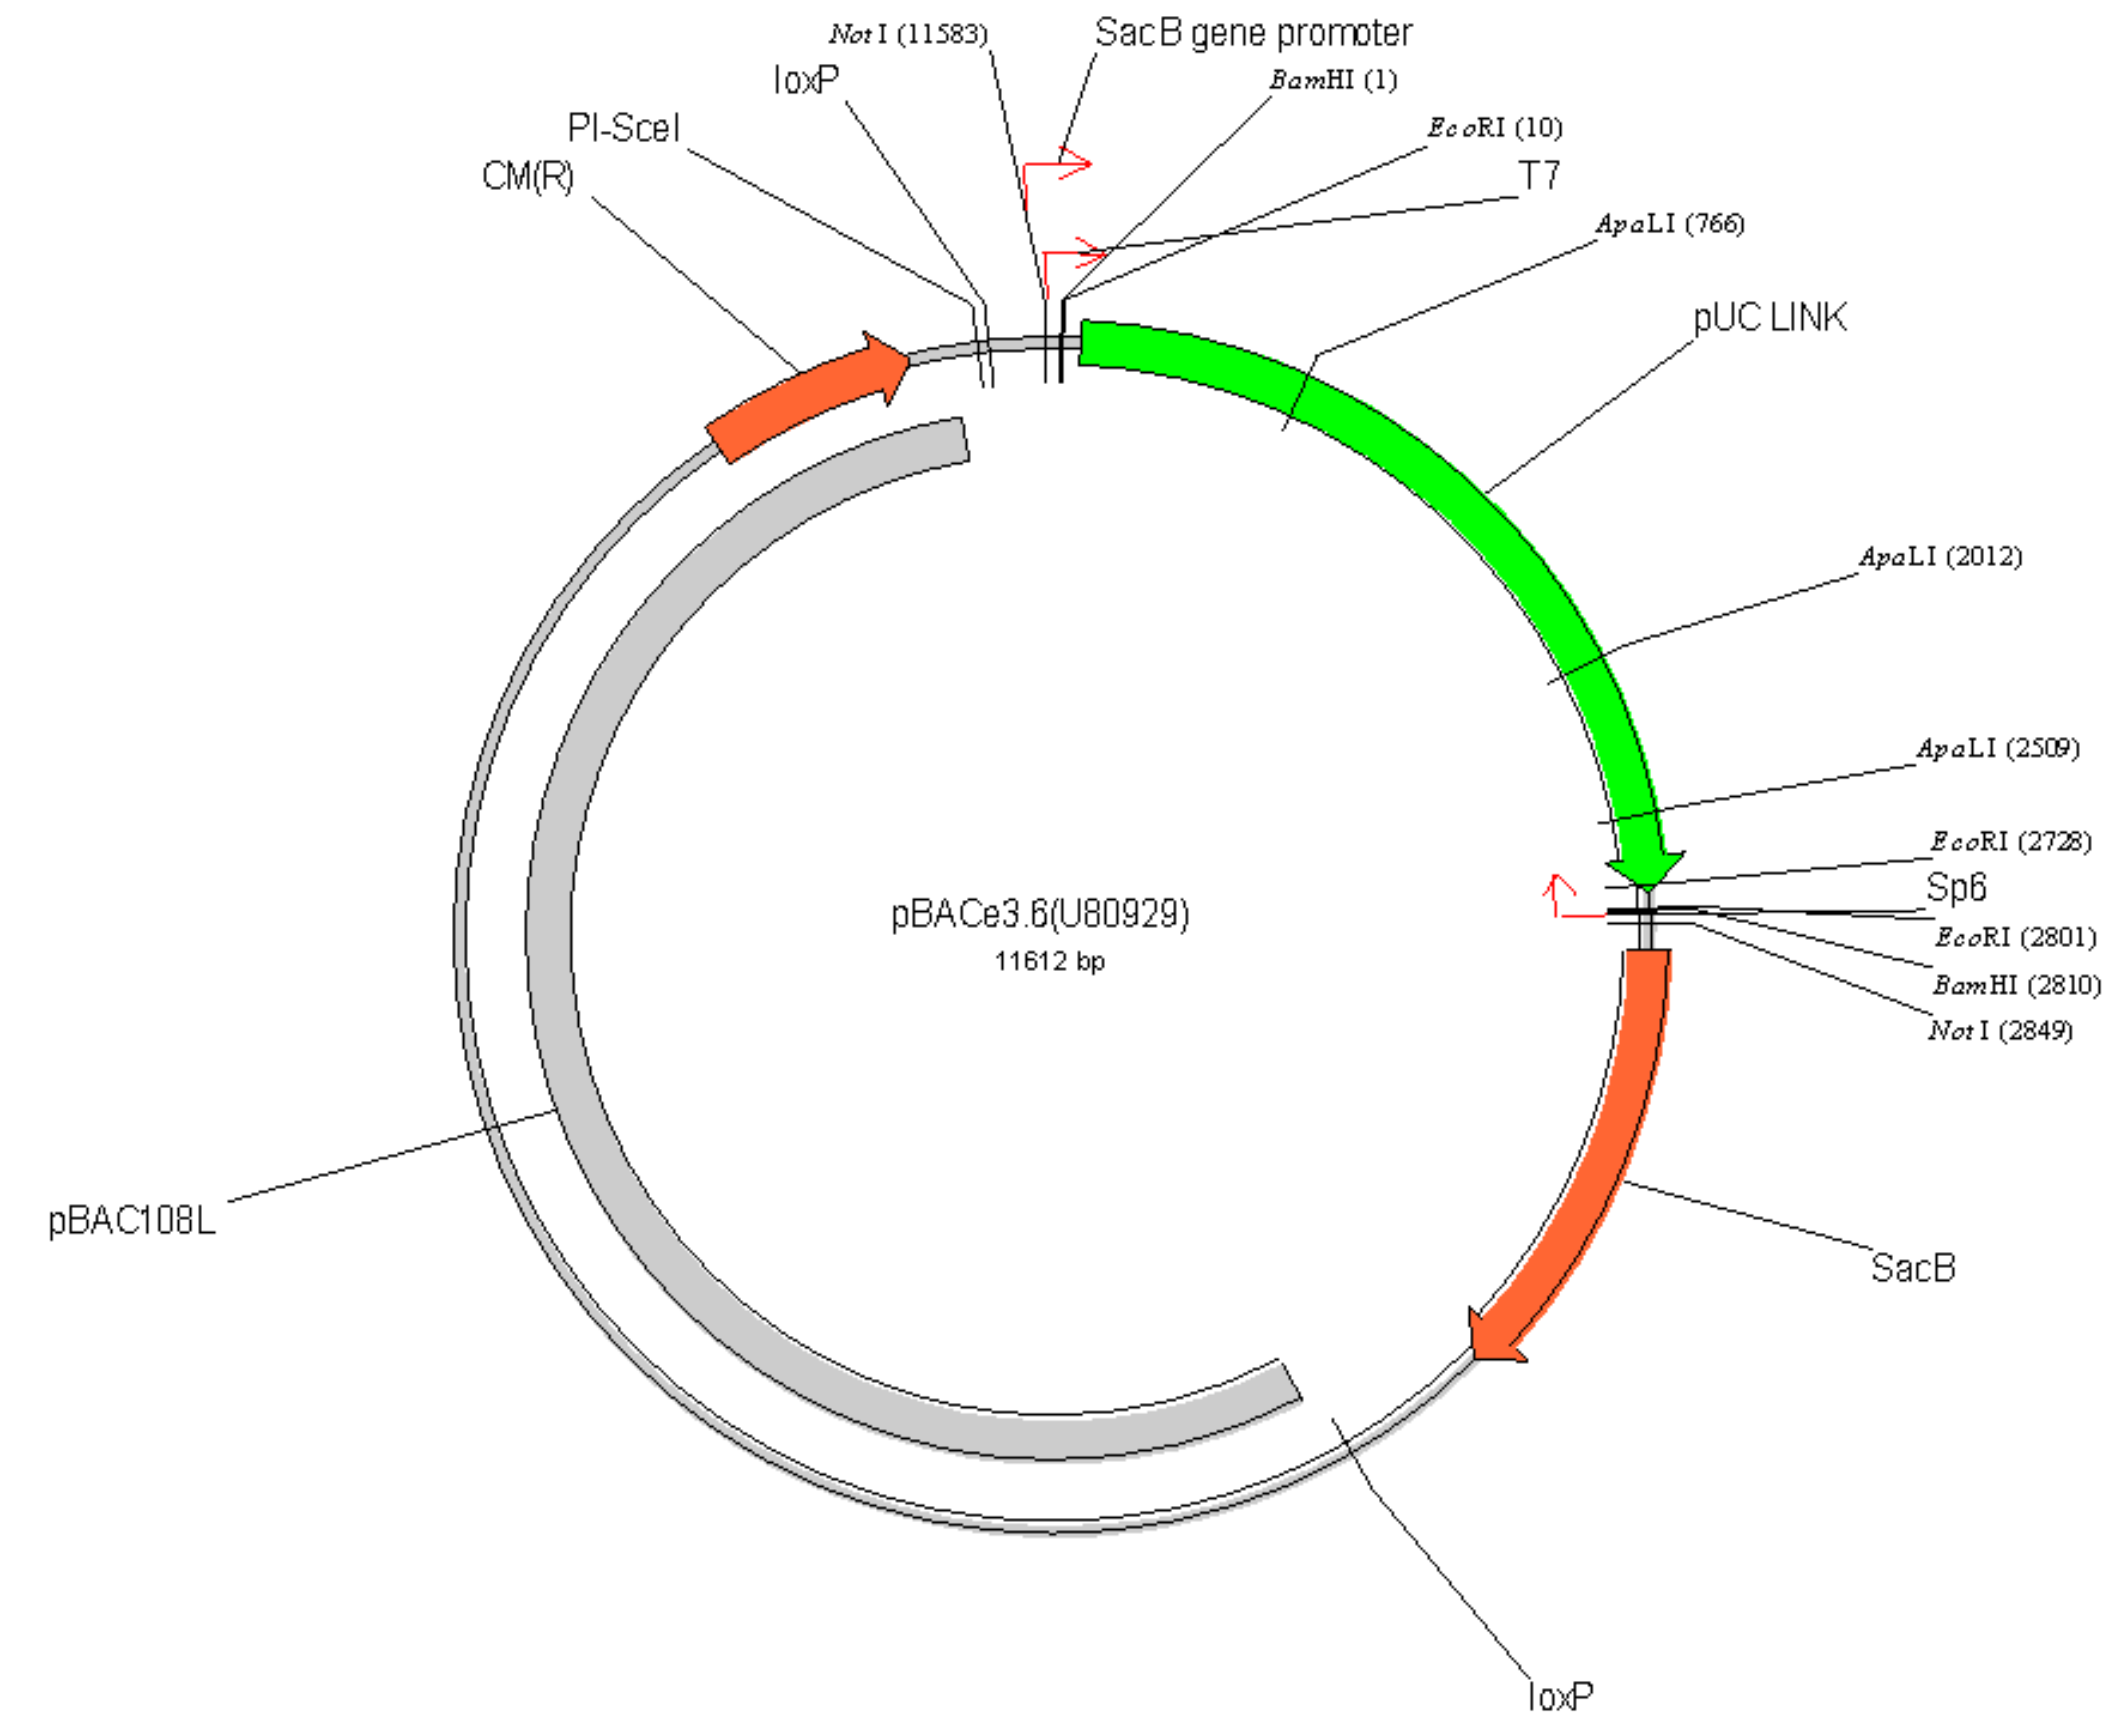 NotI (11583)
SacB gene promoter
loxP
BamHI (1)
PI-SceI
EcoRI (10)
CM(R)
T7
ApaLI (766)
pUC LINK
ApaLI (2012)
ApaLI (2509)
EcoRI (2728)
Sp6
pBACe3.6(U80929)
EcoRI (2801)
11612 bp
BamHI (2810)
NotI (2849)
pBAC108L
SacB
loxP